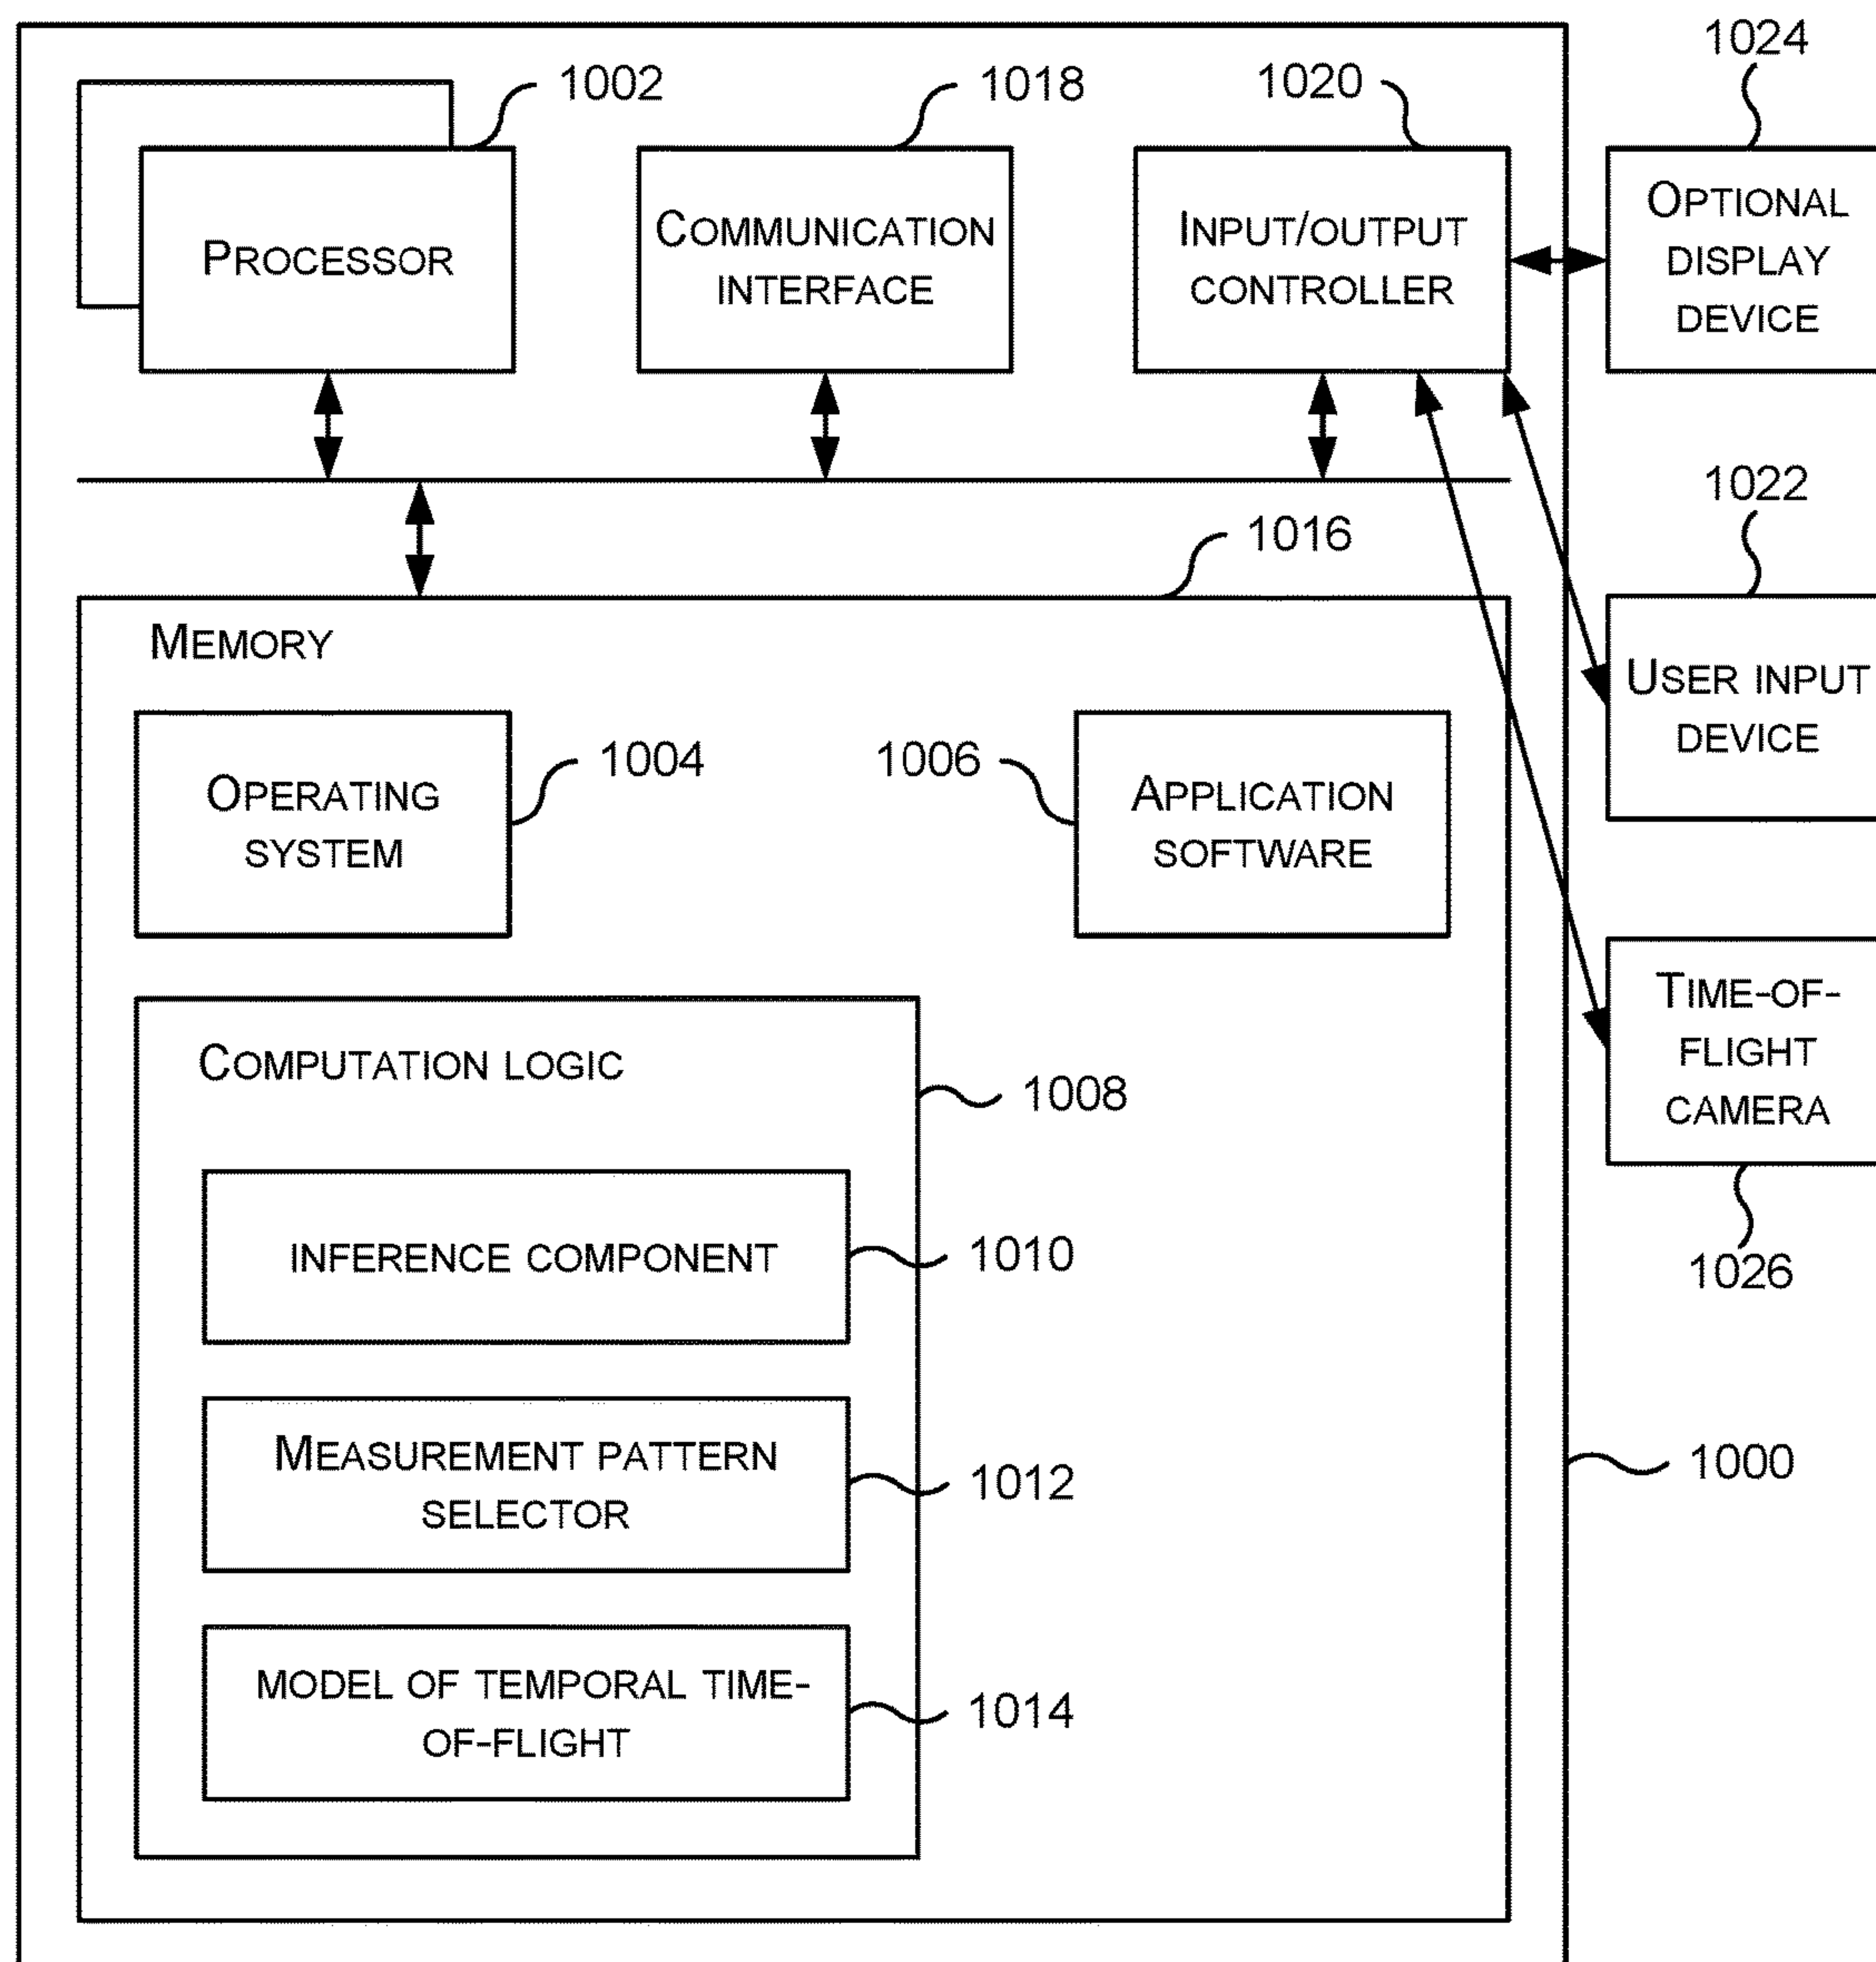 1002
1018
1020
1024
PROCESSOR
COMMUNICATION
INTERFACE
INPUT/OUTPUT
CONTROLLER
OPTIONAL
DISPLAY
DEVICE
1022
1016
MEMORY
USER INPUT
DEVICE
OPERATING
SYSTEM
1004
1006
APPLICATION
SOFTWARE
TIME-OF-
FLIGHT
CAMERA
1026
COMPUTATION LOGIC
1008
INFERENCE COMPONENT
1010
MEASUREMENT PATTERN
SELECTOR
1012
1000
MODEL OF TEMPORAL TIME-
OF-FLIGHT
1014